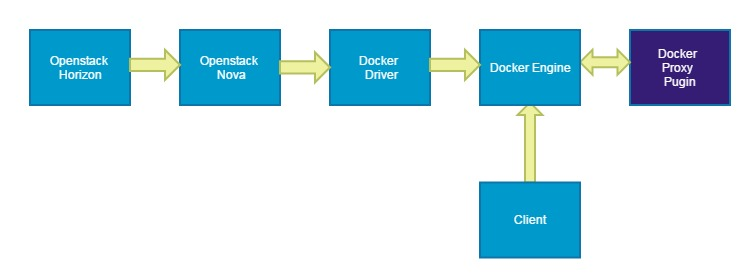 Openstack
Horizon
Openstack
Nova
Docker
Driver
Docker Engine
Docker
Proxy
Pugin
Client